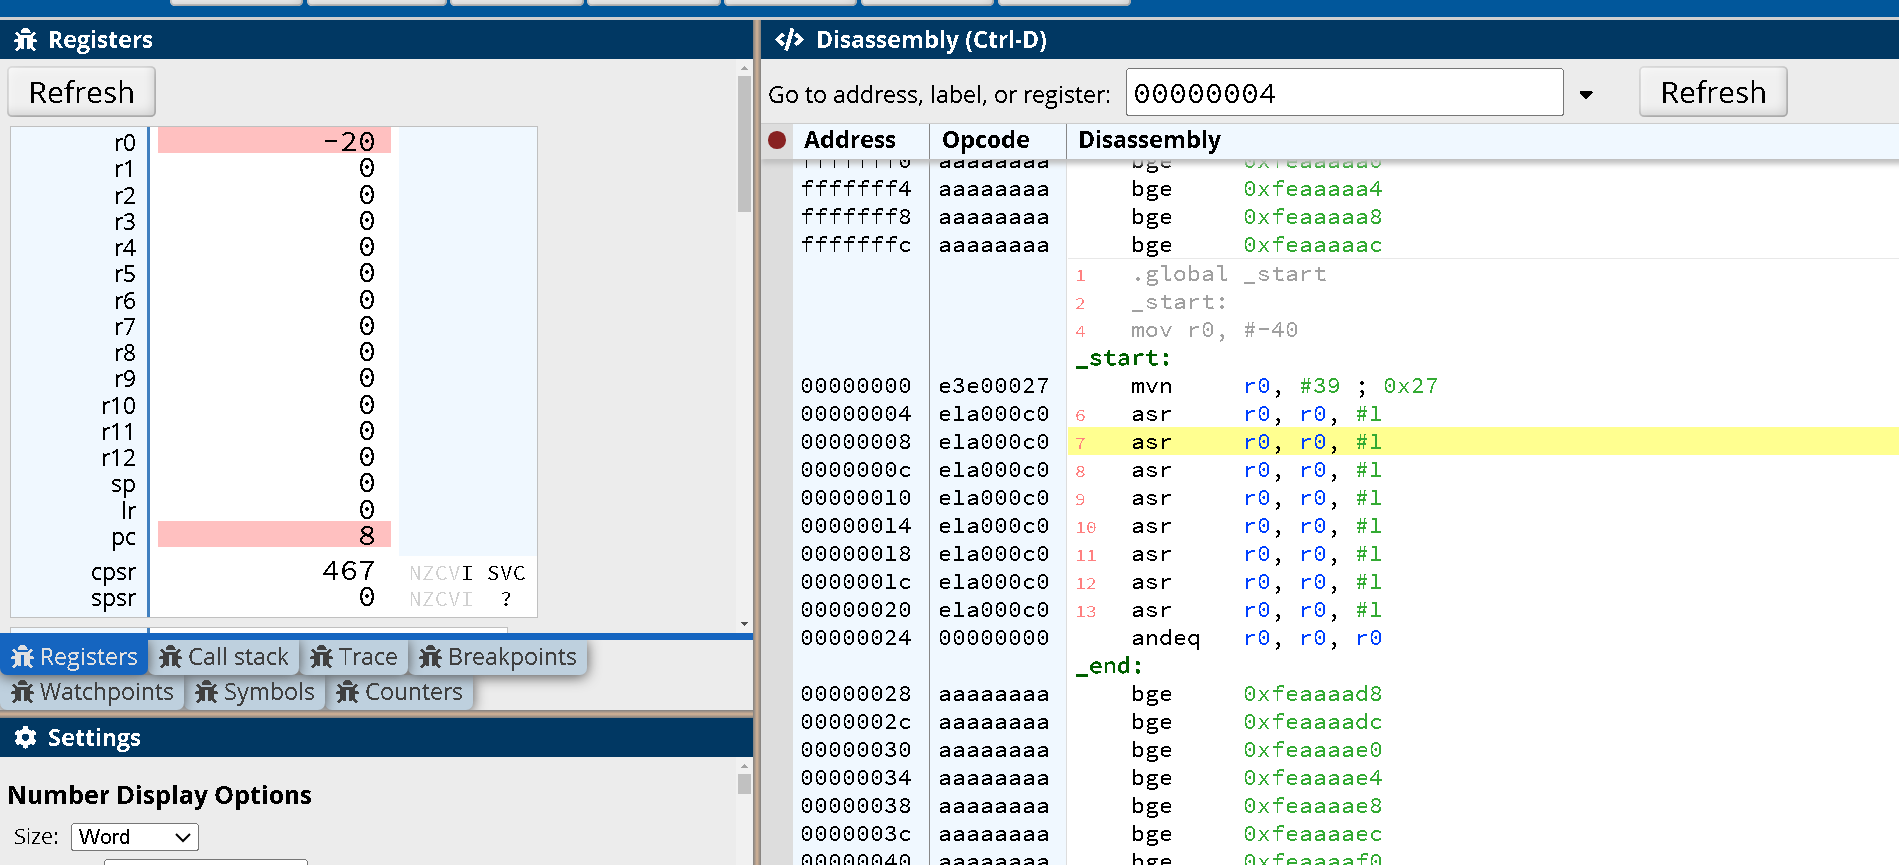 Registers
Refresh
r0 -20
r1 0
r2 0
r3 0
r4 0
r5 0
r6 0
r7 0
r8 0
r9 0
r10 0
r11 0
r12 0
sp 0
lr 0
pc 8
cpsr 467 NZCVI SVC
spsr 0 NZCVI ?
Registers Call stack Trace Breakpoints
Watchpoints Symbols Counters
Settings
Number Display Options
Size: Word
</> Disassembly (Ctrl-D)
Go to address, label, or register: 00000004 Refresh
Address Opcode Disassembly
fffffff0 aaaaaaaa bge 0xfeaaaaa0
fffffff4 aaaaaaaa bge 0xfeaaaaa4
fffffff8 aaaaaaaa bge 0xfeaaaaa8
fffffffc aaaaaaaa bge 0xfeaaaaac
1 .global _start
2 _start:
4 mov r0, #-40
_start:
00000000 e3e00027 mvn r0, #39 ; 0x27
00000004 e1a000c0 6 asr r0, r0, #1
00000008 e1a000c0 7 asr r0, r0, #1
0000000c e1a000c0 8 asr r0, r0, #1
00000010 e1a000c0 9 asr r0, r0, #1
00000014 e1a000c0 10 asr r0, r0, #1
00000018 e1a000c0 11 asr r0, r0, #1
0000001c e1a000c0 12 asr r0, r0, #1
00000020 e1a000c0 13 asr r0, r0, #1
00000024 00000000 andeq r0, r0, r0
_end:
00000028 aaaaaaaa bge 0xfeaaaad8
0000002c aaaaaaaa bge 0xfeaaaadc
00000030 aaaaaaaa bge 0xfeaaaae0
00000034 aaaaaaaa bge 0xfeaaaae4
00000038 aaaaaaaa bge 0xfeaaaae8
0000003c aaaaaaaa bge 0xfeaaaaec
00000040 aaaaaaaa bge 0xfeaaaaf0